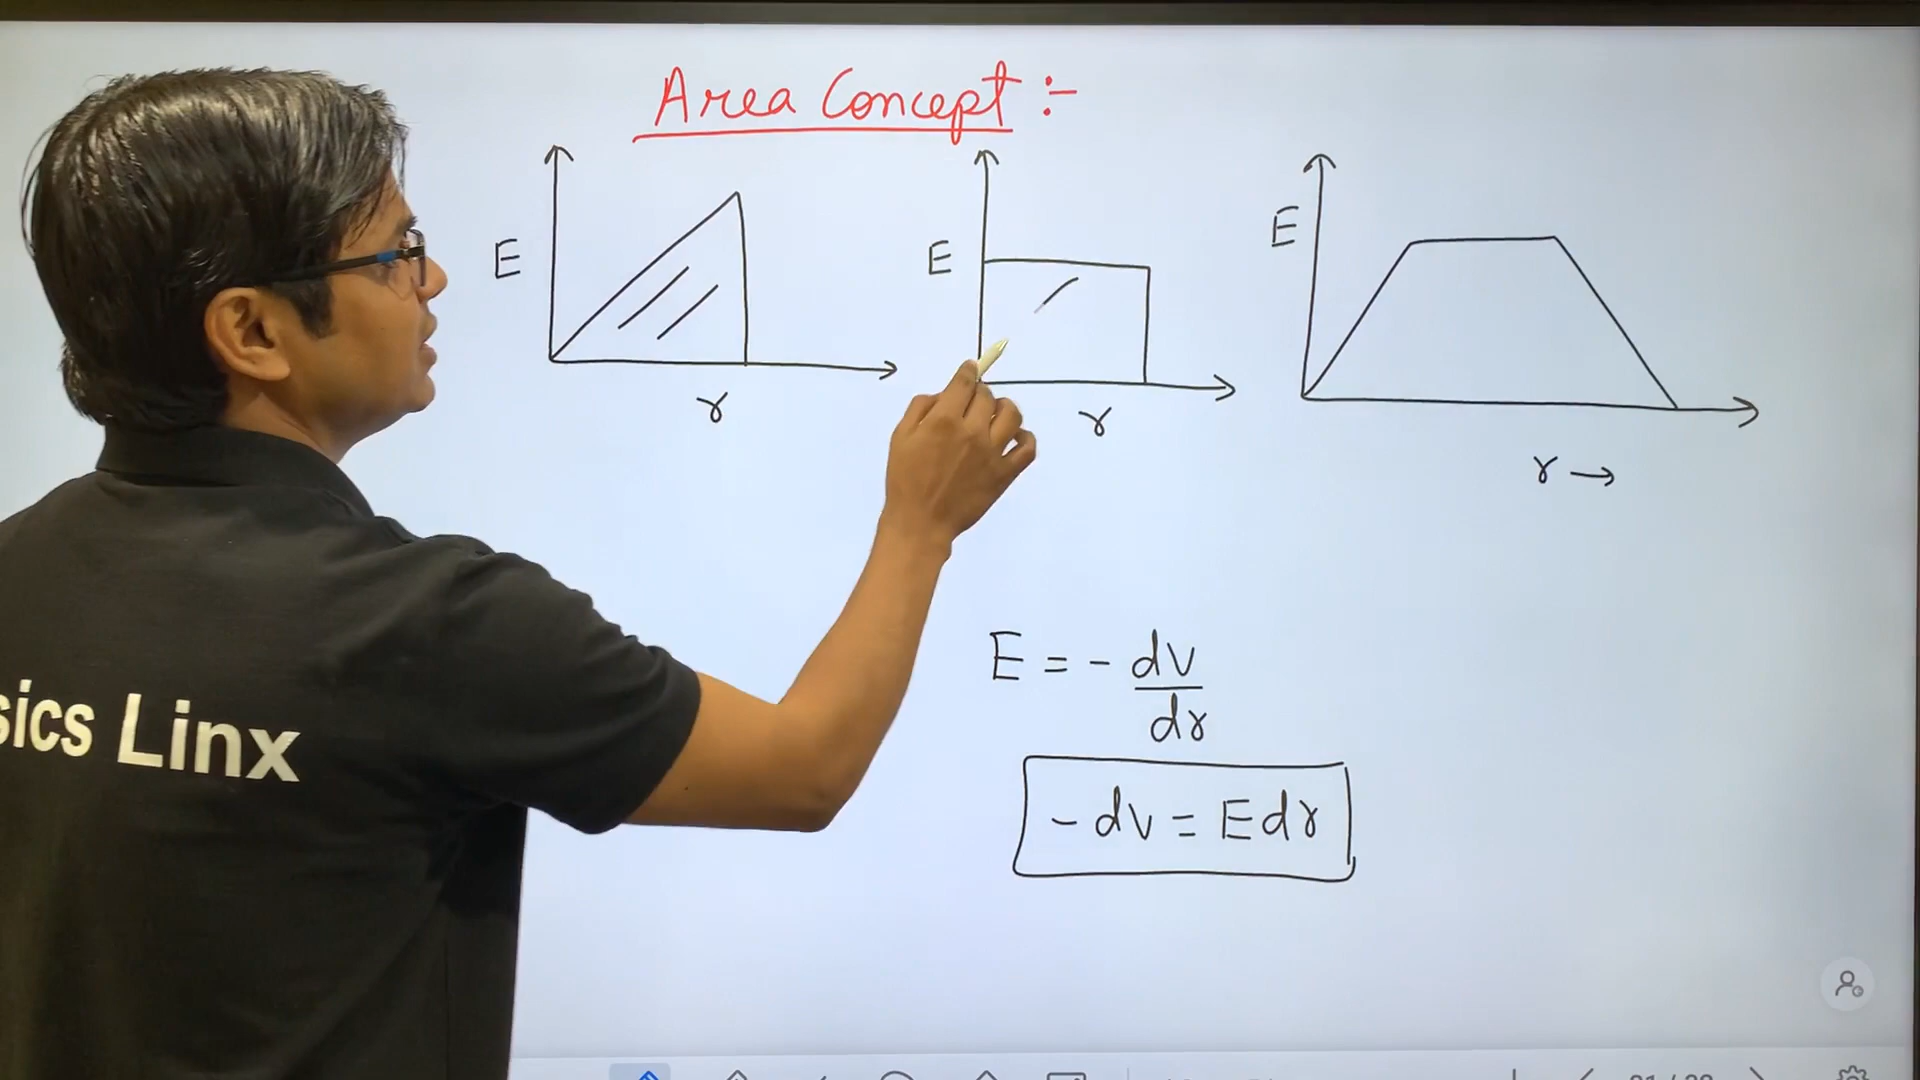 Area Concept :-
E
r
E
r
E
r →
E = - dv/dr
- dv = E dr
sics Linx